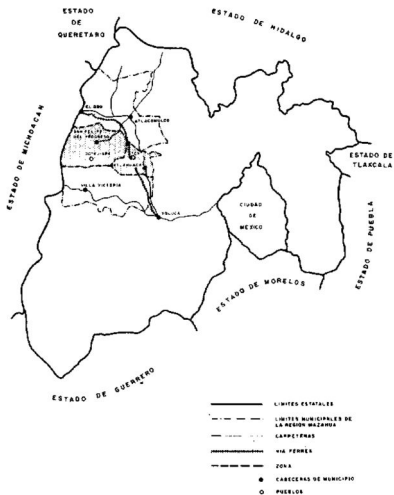 ESTADO
DE
QUERETARO
ESTADO DE HIDALGO
ESTADO DE MICHOACAN
EL ORO
ATLACOMULCO
SAN FELIPE
DEL PROGRESO
VILLA VICTORIA
TOLUCA
CIUDAD
DE
MEXICO
ESTADO DE
TLAXCALA
ESTADO DE PUEBLA
ESTADO DE MORELOS
ESTADO DE GUERRERO
LIMITES ESTATALES
LIMITES MUNICIPALES DE
LA REGION MAZAHUA
CARRETERAS
VIA FERREA
ZONA
CABECERAS DE MUNICIPIO
PUEBLOS